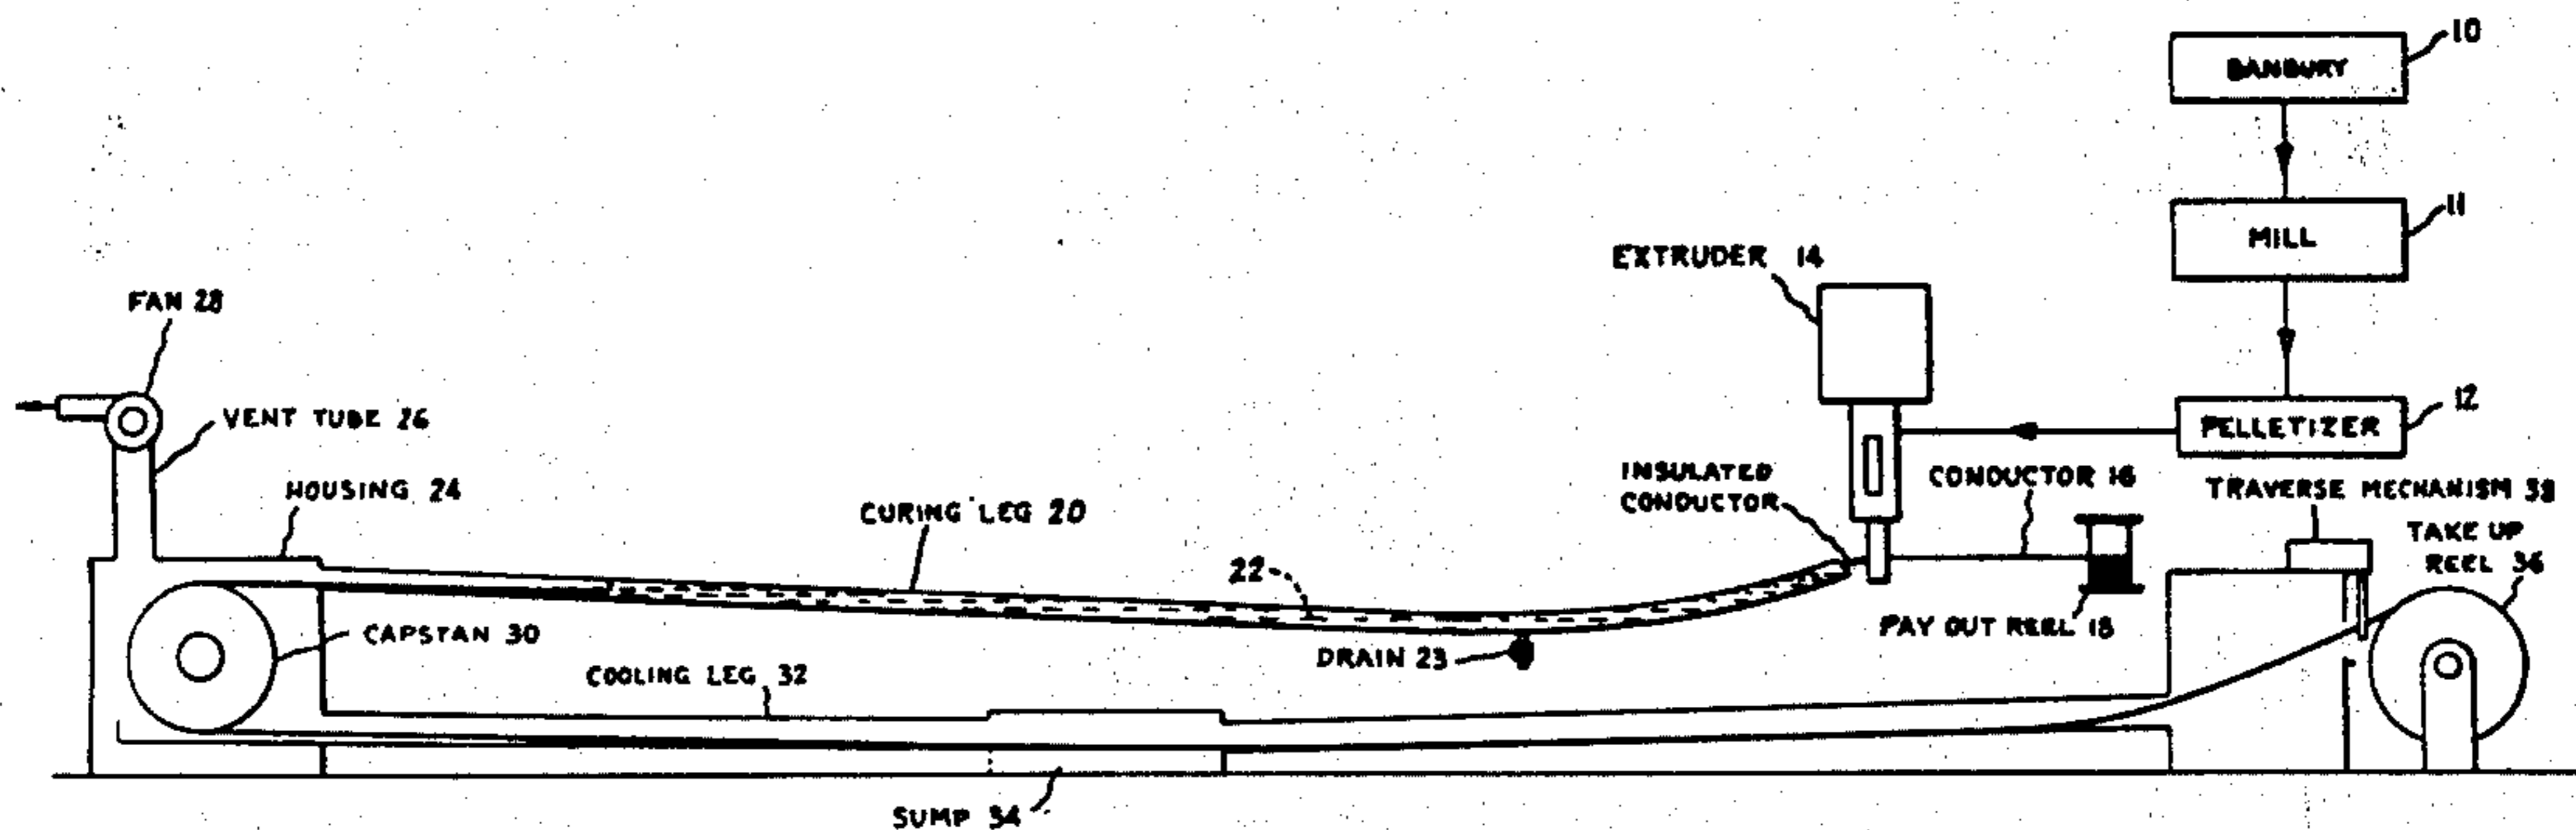 10
BANBURY
11
MILL
EXTRUDER 14
FAN 28
12
PELLETIZER
VENT TUBE 26
INSULATED
CONDUCTOR
CONDUCTOR 16
TRAVERSE MECHANISM 38
HOUSING 24
CURING LEG 20
TAKE UP
REEL 36
22
CAPSTAN 30
PAY OUT REEL 18
DRAIN 23
COOLING LEG 32
SUMP 34